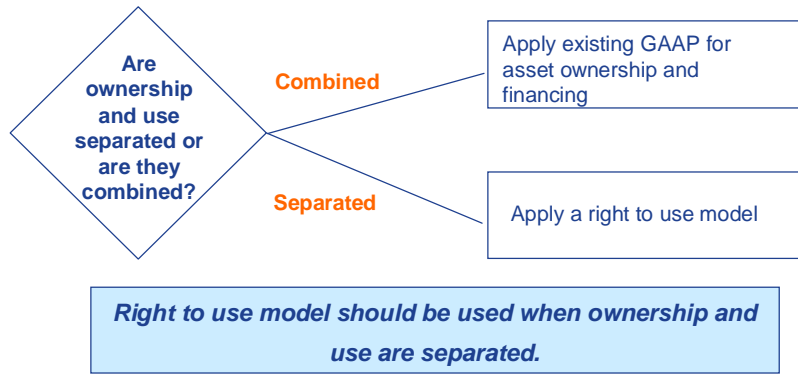 Are
ownership
and use
separated or
are they
combined?
Combined
Apply existing GAAP for
asset ownership and
financing
Separated
Apply a right to use model
Right to use model should be used when ownership and
use are separated.